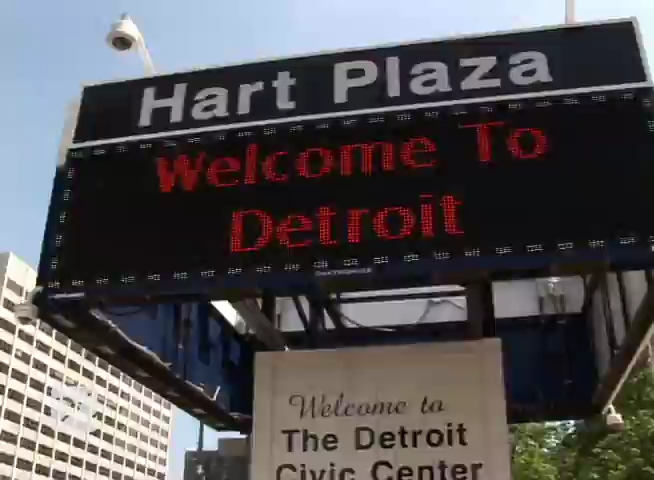 Hart Plaza
Welcome To
Detroit
Welcome to
The Detroit
Civic Center